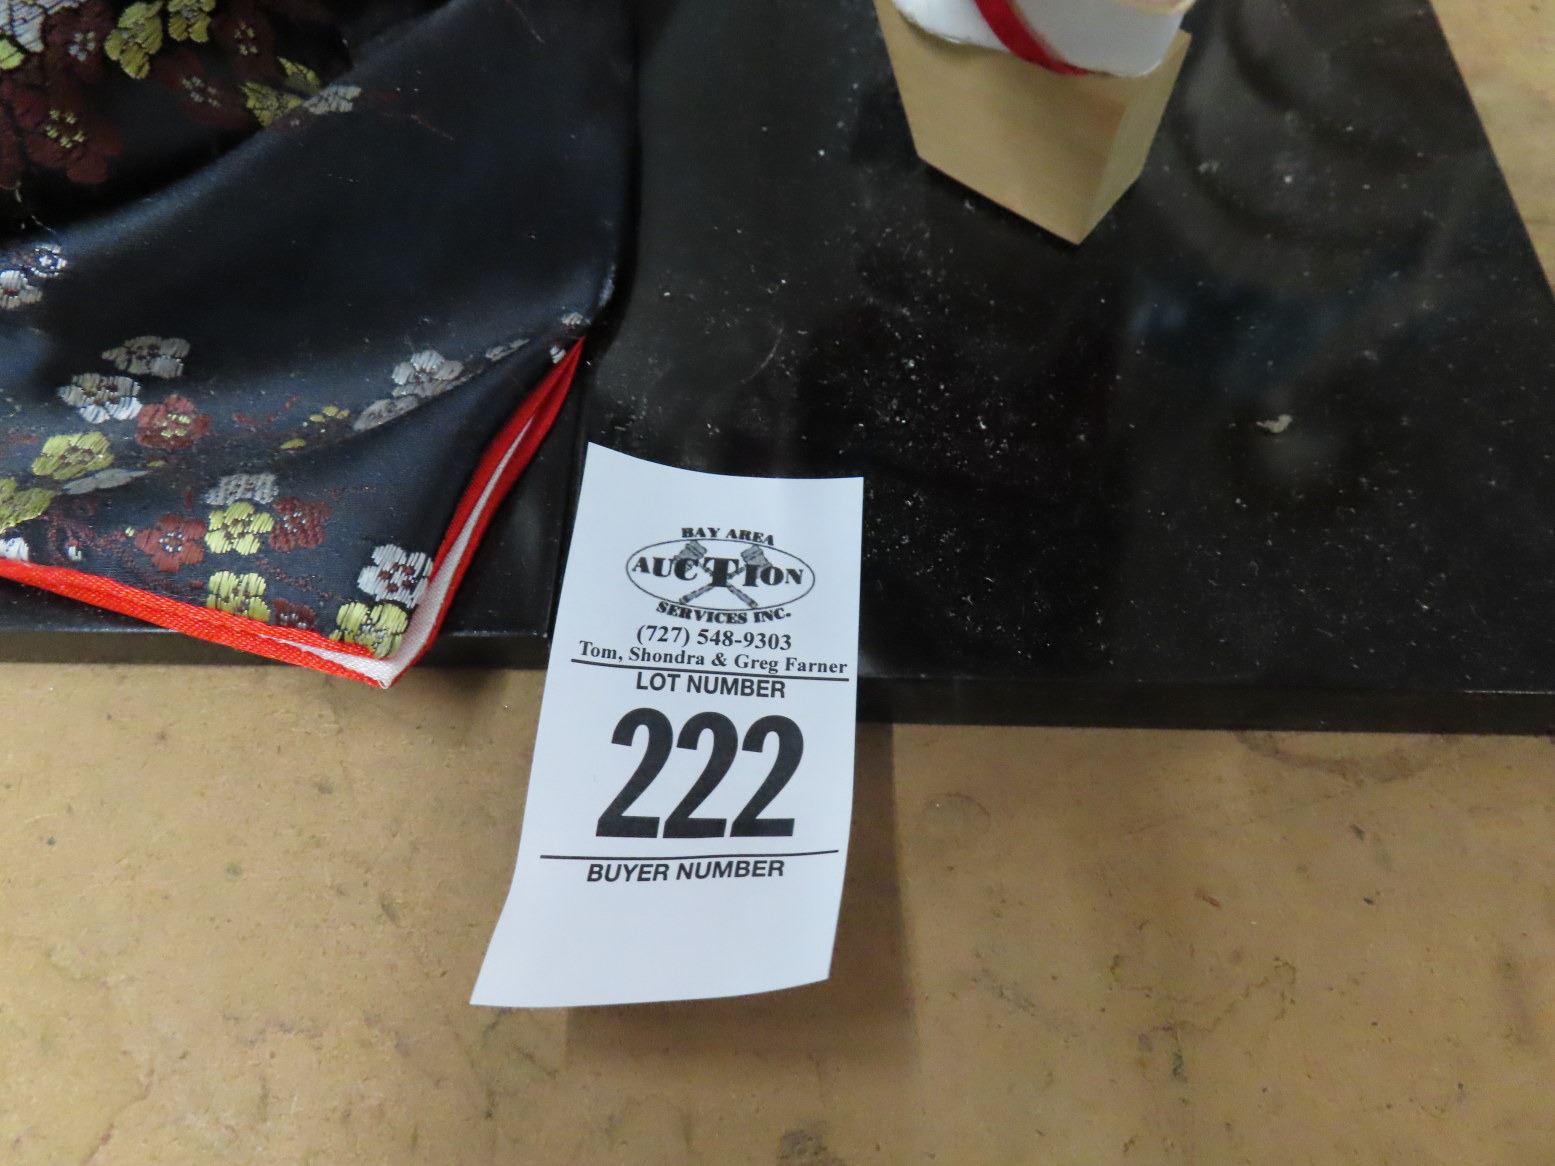 BAY AREA
AUCTION
SERVICES INC.
(727) 548-9303
Tom, Shondra & Greg Farner
LOT NUMBER
222
BUYER NUMBER